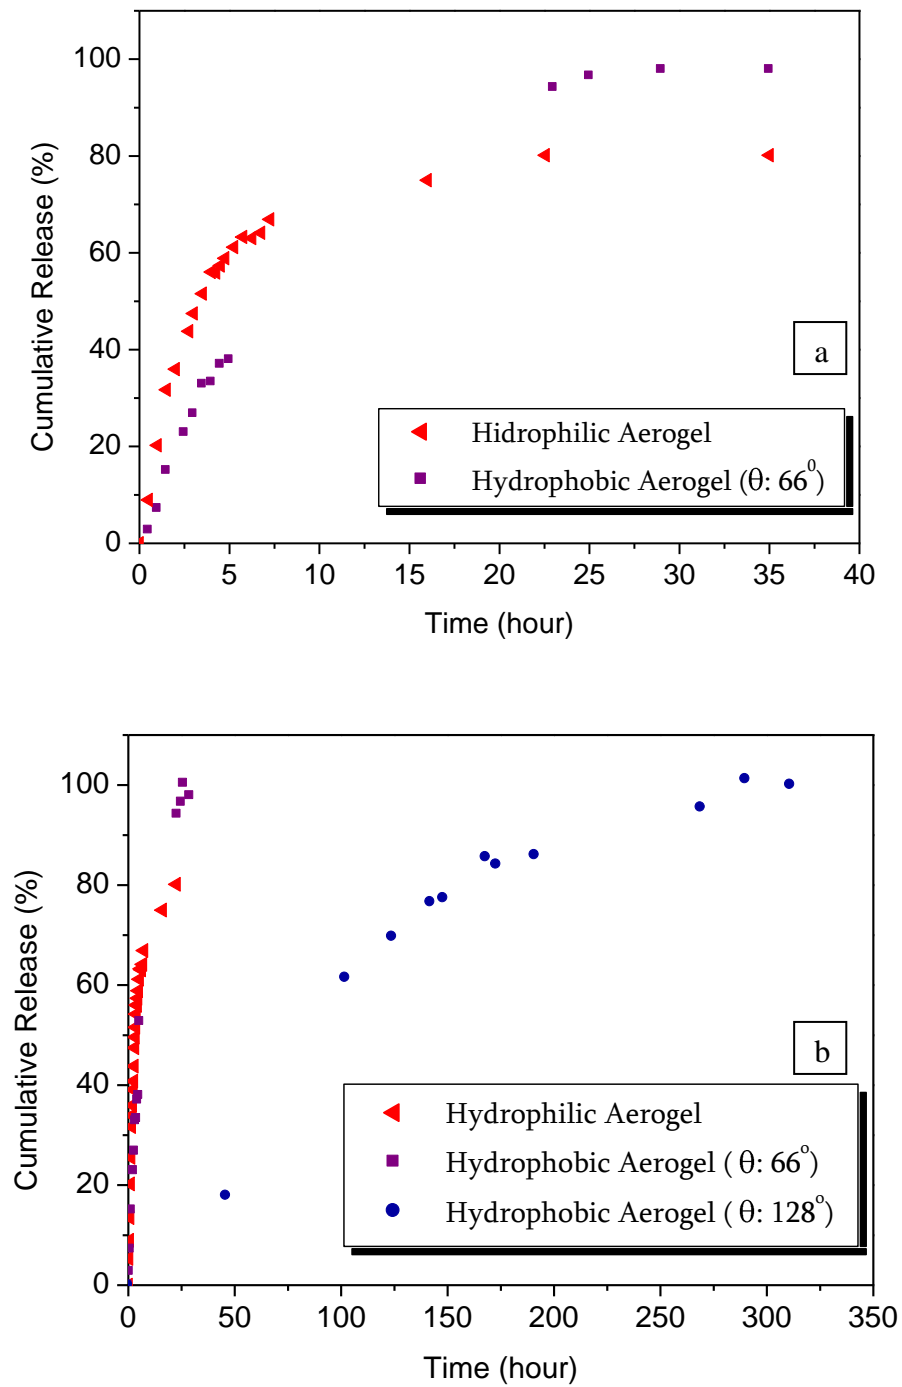 100
80
60
40
20
0
Cumulative Release (%)
a
Hidrophilic Aerogel
Hydrophobic Aerogel (θ: 66⁰)
0 5 10 15 20 25 30 35 40
Time (hour)
100
80
60
40
20
0
Cumulative Release (%)
b
Hydrophilic Aerogel
Hydrophobic Aerogel ( θ: 66°)
Hydrophobic Aerogel ( θ: 128°)
0 50 100 150 200 250 300 350
Time (hour)